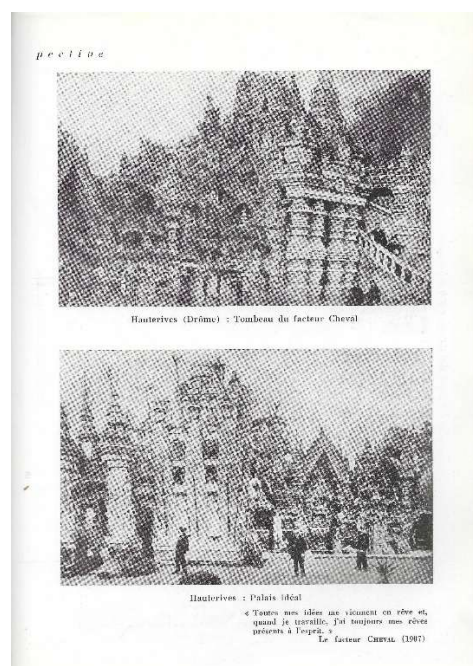 pective
Hauterives (Drôme) : Tombeau du facteur Cheval
Hauterives : Palais idéal
« Toutes mes idées me viennent en rêve et,
quand je travaille, j'ai toujours mes rêves
présents à l'esprit. »
Le facteur CHEVAL (1907)